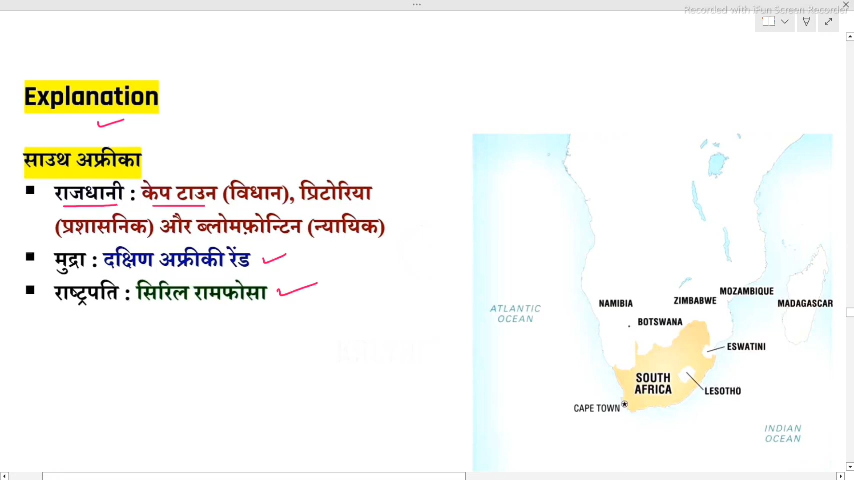 Recorded with iFun Screen Recorder
Explanation
साउथ अफ्रीका
▪ राजधानी : केप टाउन (विधान), प्रिटोरिया
(प्रशासनिक) और ब्लोमफ़ोन्टिन (न्यायिक)
▪ मुद्रा : दक्षिण अफ्रीकी रेंड
▪ राष्ट्रपति : सिरिल रामफोसा
ATLANTIC
OCEAN
NAMIBIA
ZIMBABWE
MOZAMBIQUE
MADAGASCAR
BOTSWANA
ESWATINI
SOUTH
AFRICA
LESOTHO
CAPE TOWN
INDIAN
OCEAN